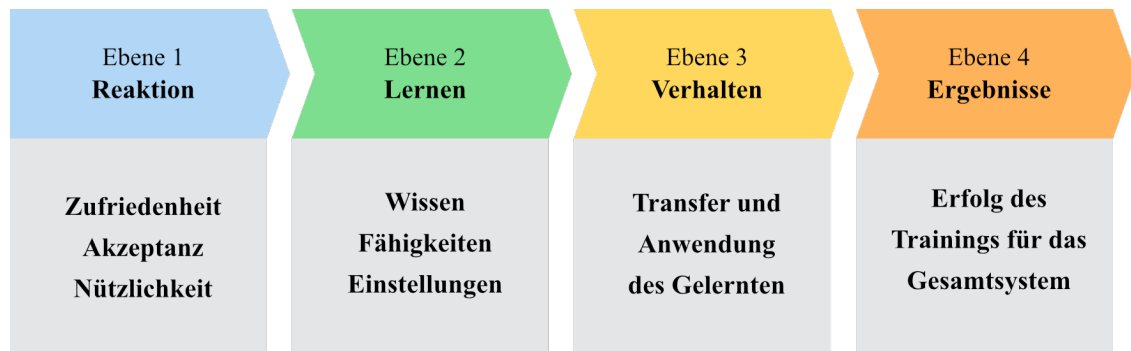 Ebene 1
Reaktion
Ebene 2
Lernen
Ebene 3
Verhalten
Ebene 4
Ergebnisse
Zufriedenheit
Akzeptanz
Nützlichkeit
Wissen
Fähigkeiten
Einstellungen
Transfer und
Anwendung
des Gelernten
Erfolg des
Trainings für das
Gesamtsystem